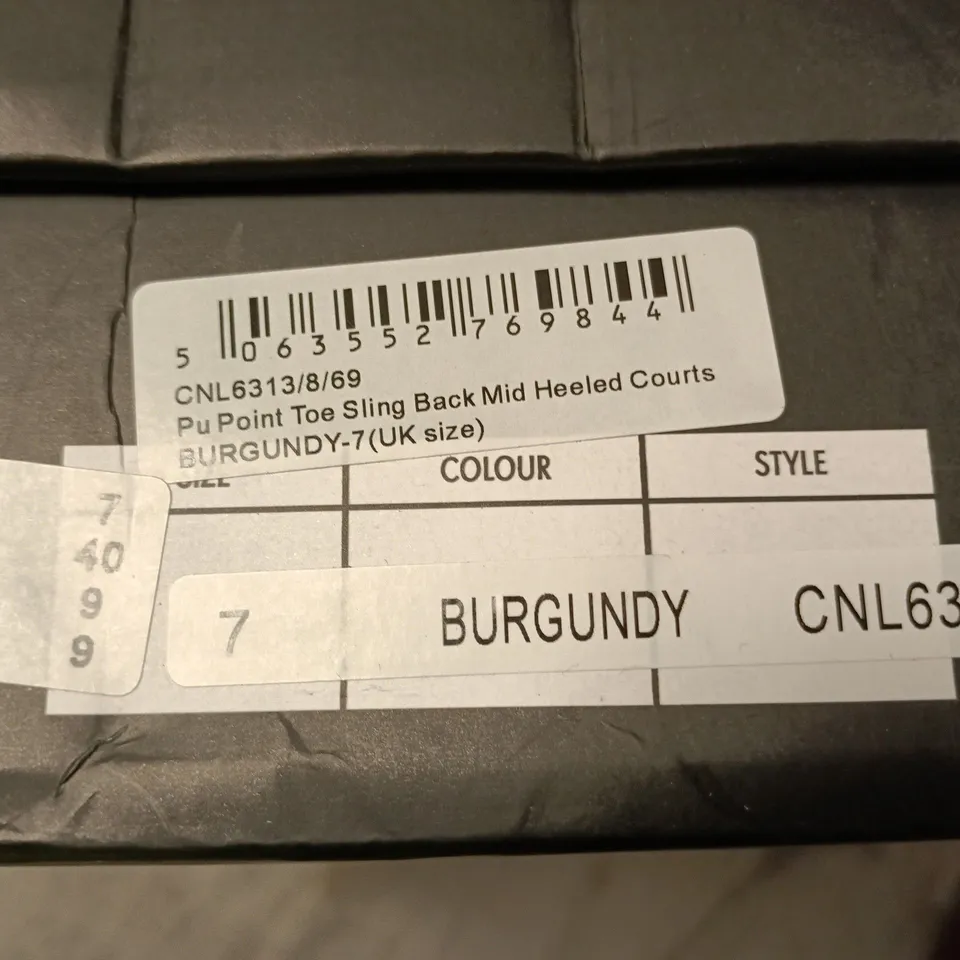 5 063552 769844
CNL6313/8/69
Pu Point Toe Sling Back Mid Heeled Courts
BURGUNDY-7(UK size)
SIZE COLOUR STYLE
7
40
9
9
7 BURGUNDY CNL63